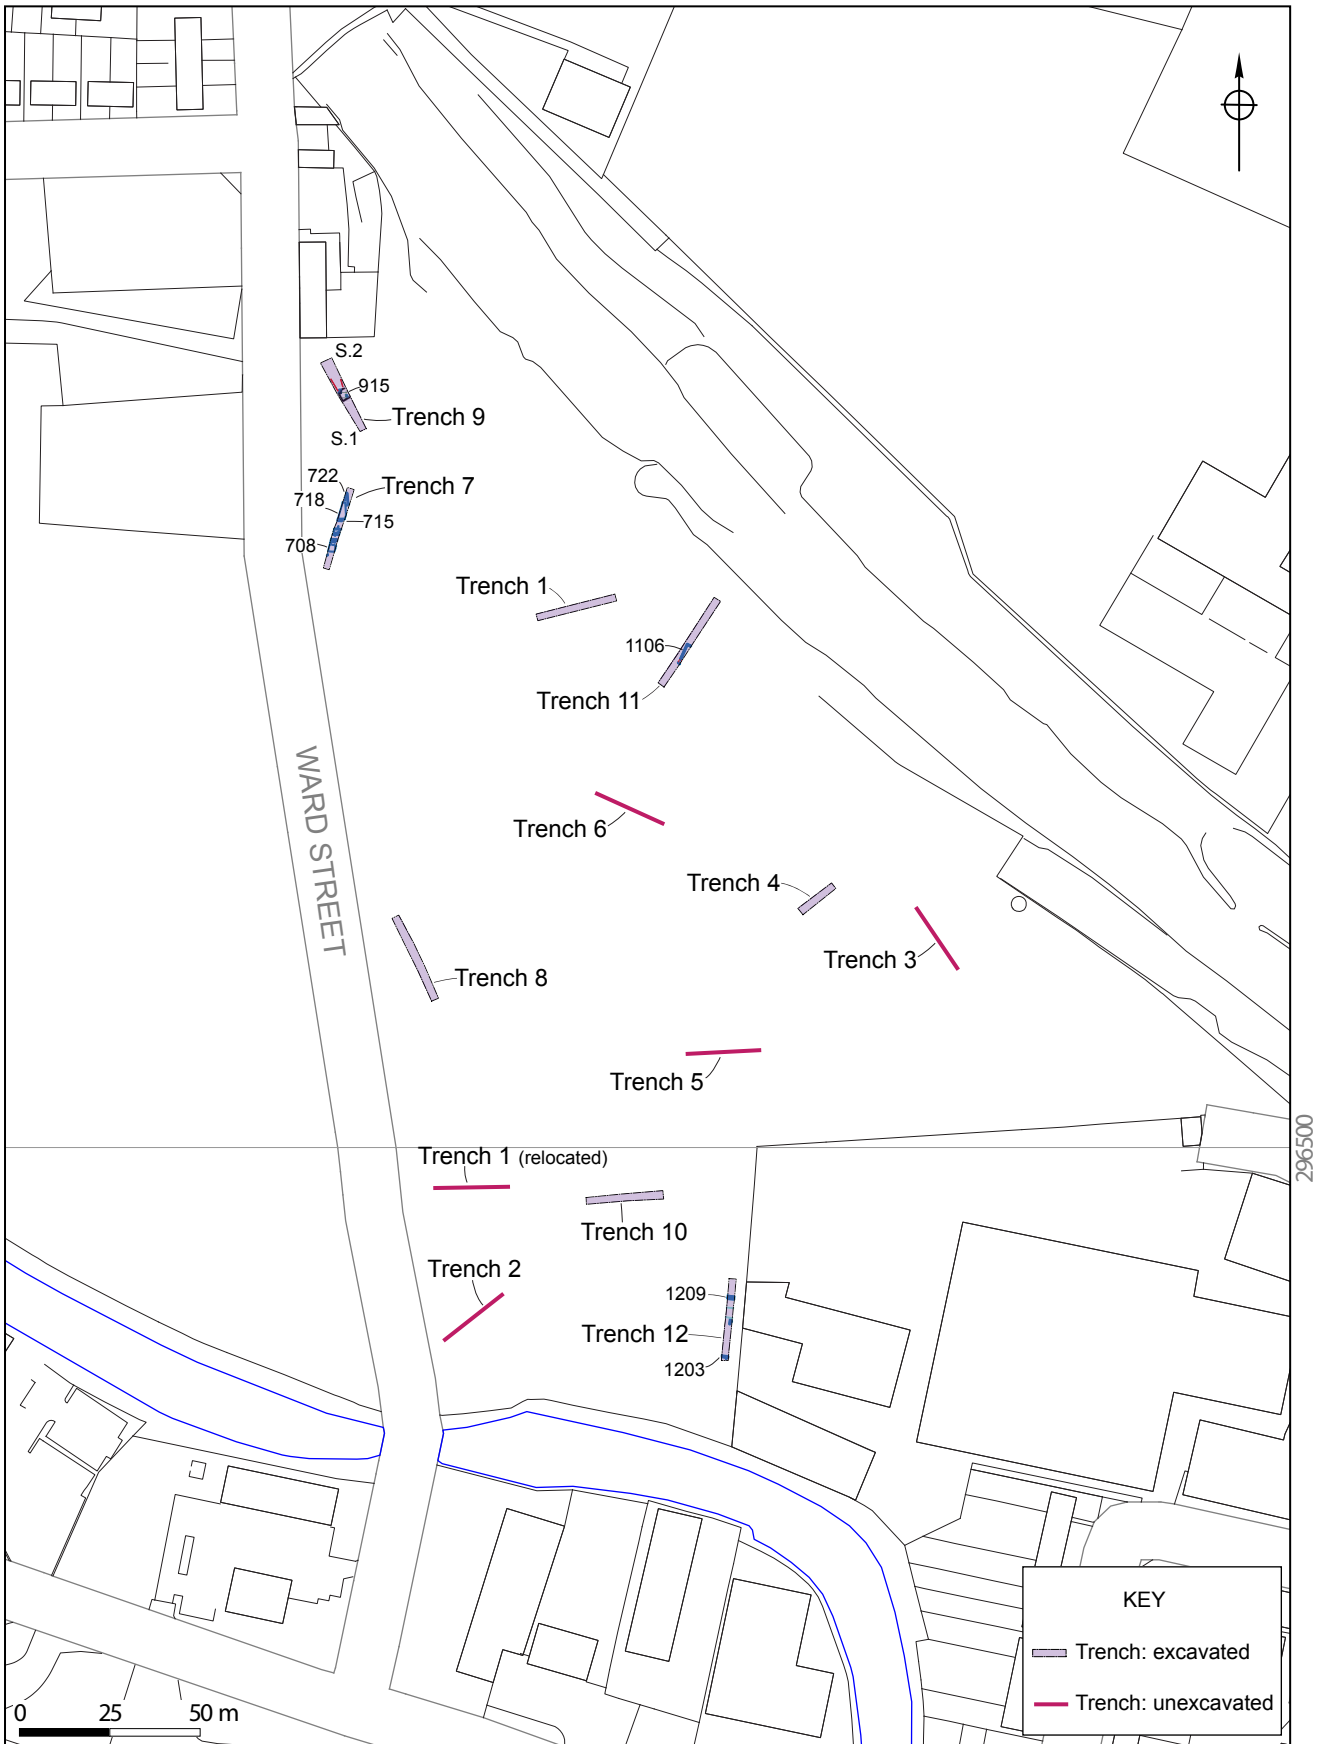 S.2
915
Trench 9
S.1
722
Trench 7
718
715
708
Trench 1
1106
Trench 11
WARD STREET
Trench 6
Trench 4
Trench 3
Trench 8
Trench 5
296500
Trench 1 (relocated)
Trench 10
Trench 2
1209
Trench 12
1203
KEY
Trench: excavated
Trench: unexcavated
0 25 50 m